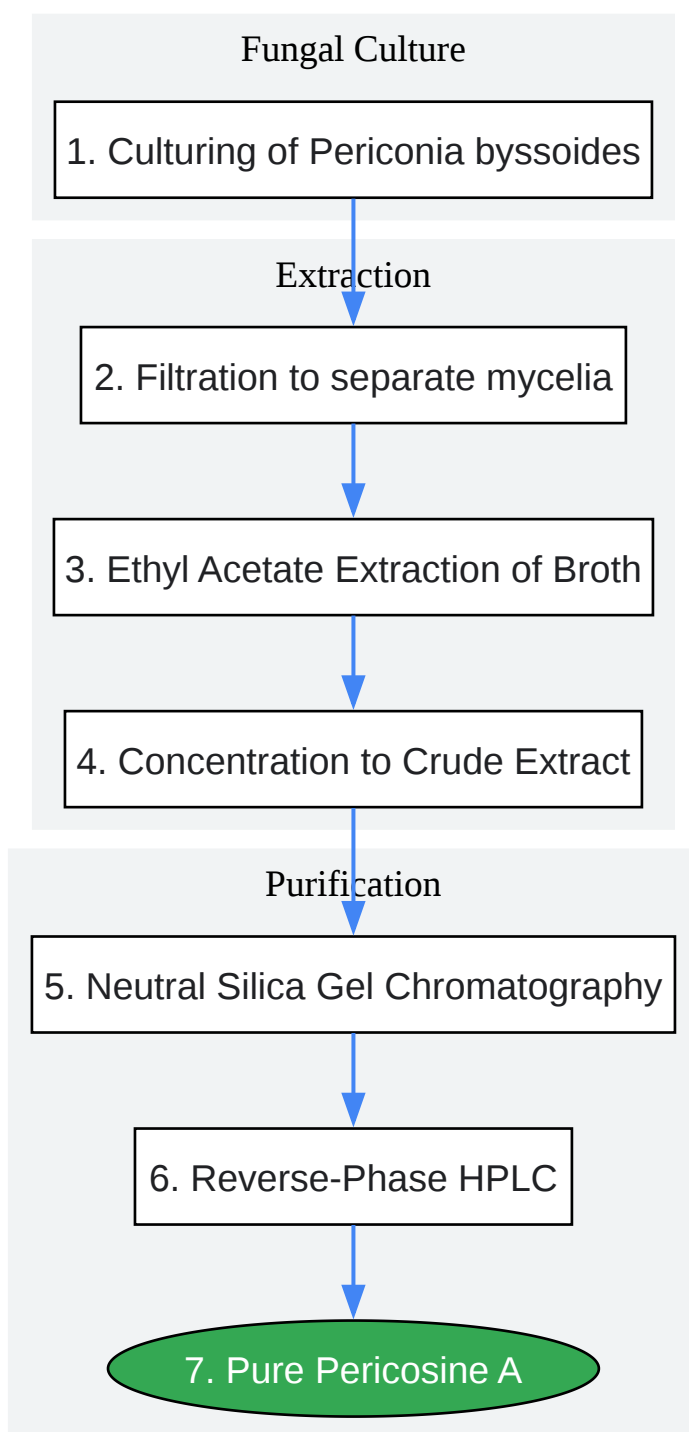 Fungal Culture
1. Culturing of Periconia byssoides
Extraction
2. Filtration to separate mycelia
3. Ethyl Acetate Extraction of Broth
4. Concentration to Crude Extract
Purification
5. Neutral Silica Gel Chromatography
6. Reverse-Phase HPLC
7. Pure Pericosine A